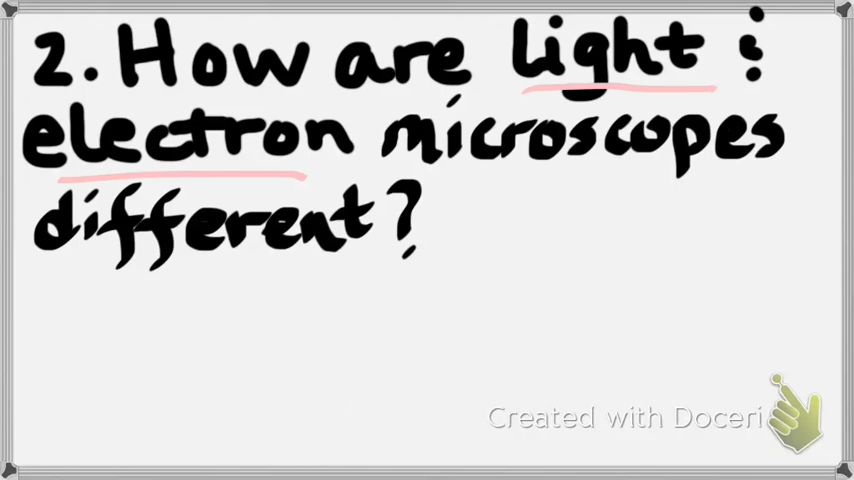 2. How are light &
electron microscopes
different?
Created with Doceri